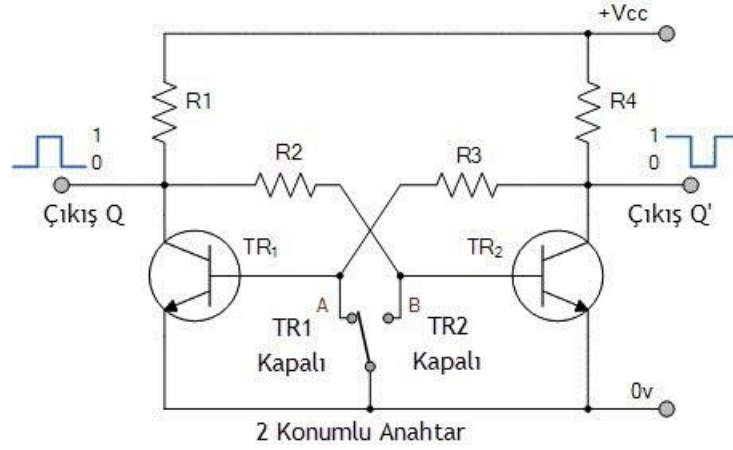 +Vcc
R1
R4
1
0
R2
R3
1
0
Çıkış Q
Çıkış Q'
TR₁
TR₂
A
B
TR1
Kapalı
TR2
Kapalı
0v
2 Konumlu Anahtar